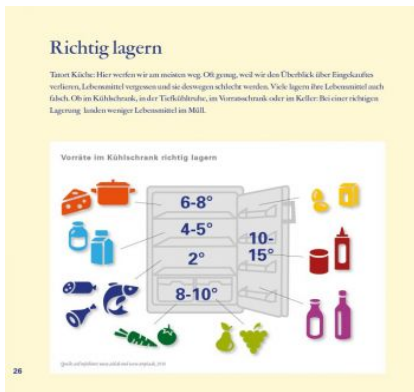 Richtig lagern
Tatort Küche: Hier werfen wir am meisten weg. Oft genug, weil wir den Überblick über Eingekauftes
verlieren, Lebensmittel vergessen und sie deswegen schlecht werden. Viele lagern ihre Lebensmittel auch
falsch. Ob im Kühlschrank, in der Tiefkühltruhe, im Vorratsschrank oder im Keller: Bei einer richtigen
Lagerung landen weniger Lebensmittel im Müll.
Vorräte im Kühlschrank richtig lagern
6-8°
4-5°
10-
15°
2°
8-10°
26